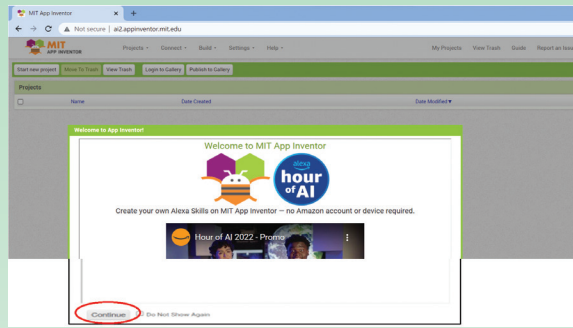 MIT App Inventor
Not secure | ai2.appinventor.mit.edu
MIT
APP INVENTOR
Projects
Connect
Build
Settings
Help
My Projects
View Trash
Guide
Report an Issu
Start new project
Move To Trash
View Trash
Login to Gallery
Publish to Gallery
Projects
Name
Date Created
Date Modified▼
Welcome to App Inventor!
Welcome to MIT App Inventor
alexa
hour
of AI
Create your own Alexa Skills on MIT App Inventor — no Amazon account or device required.
Hour of AI 2022 - Promo
Continue
Do Not Show Again